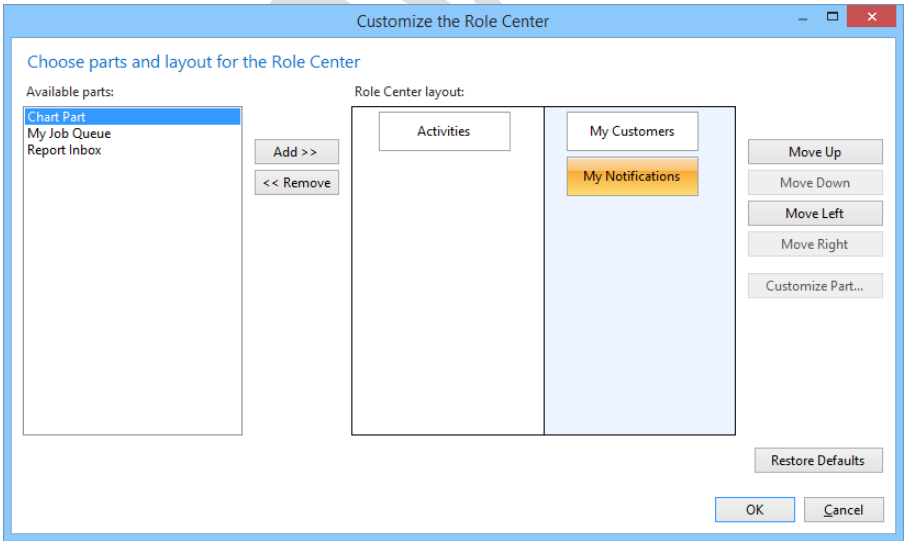 Customize the Role Center
Choose parts and layout for the Role Center
Available parts:
Chart Part
My Job Queue
Report Inbox
Add >>
<< Remove
Role Center layout:
Activities
My Customers
My Notifications
Move Up
Move Down
Move Left
Move Right
Customize Part...
Restore Defaults
OK
Cancel